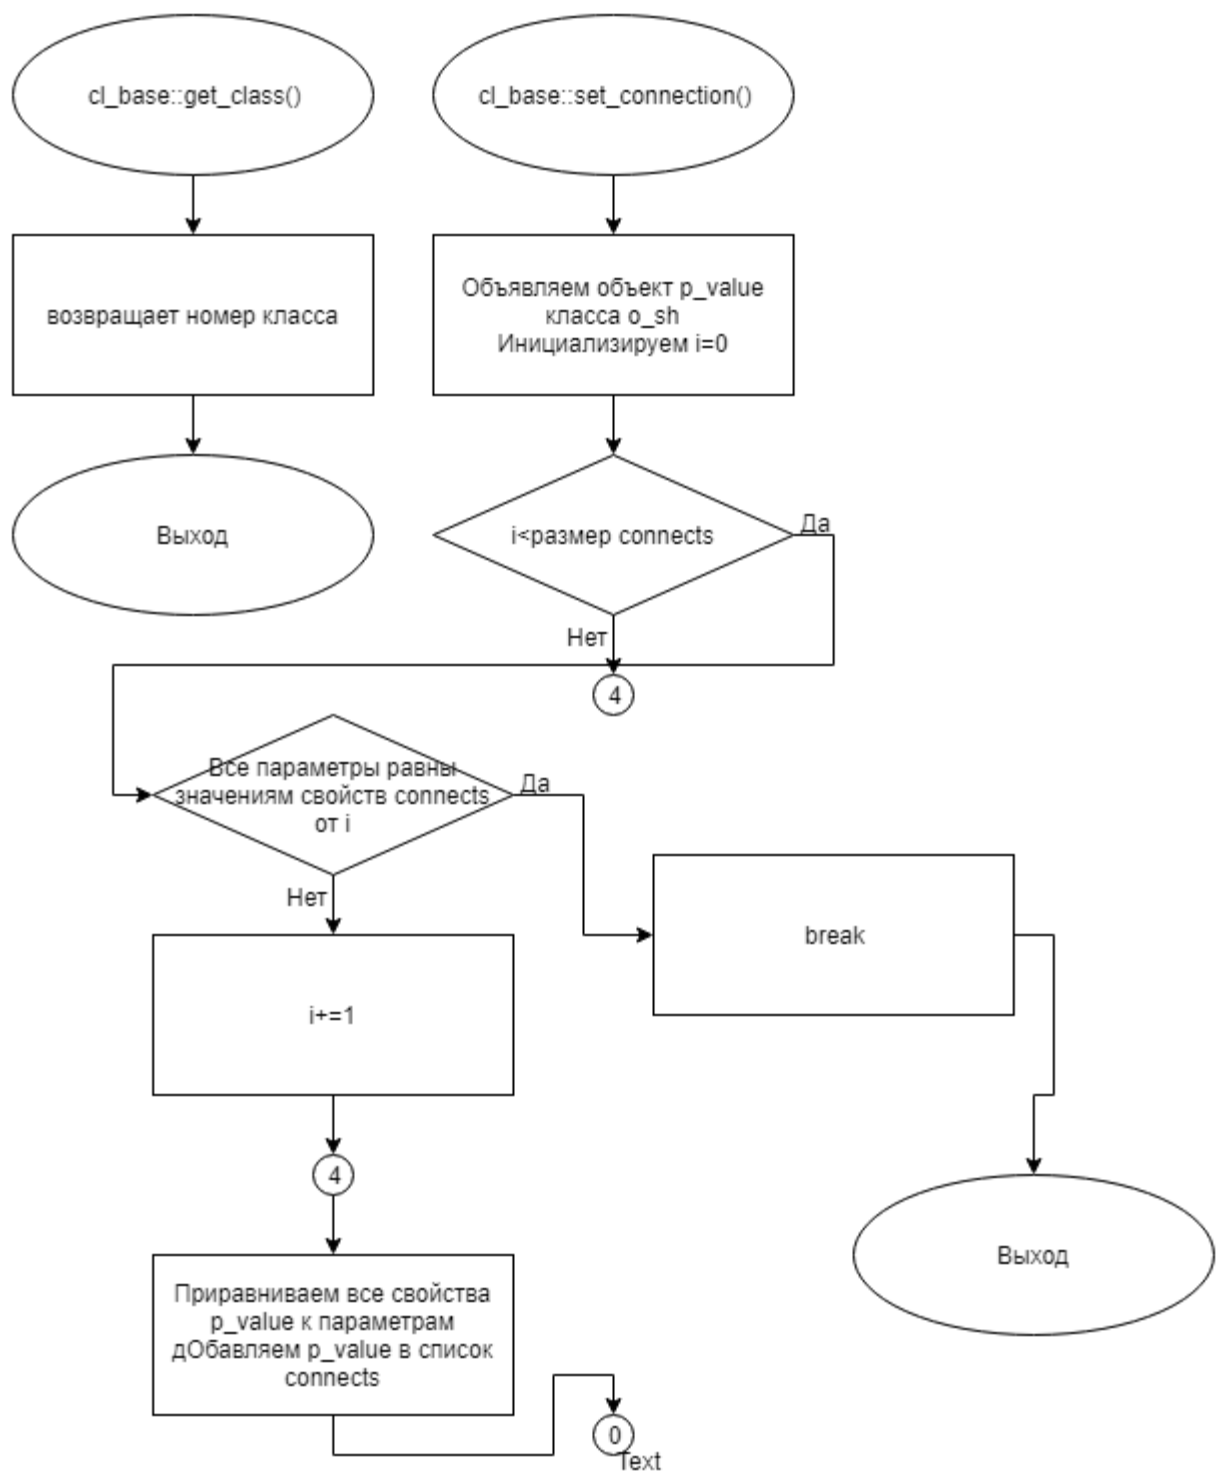 cl_base::get_class()
cl_base::set_connection()
возвращает номер класса
Объявляем объект p_value
класса o_sh
Инициализируем i=0
Выход
i<размер connects
Да
Нет
4
Все параметры равны
значениям свойств connects
от i
Да
Нет
break
i+=1
4
Выход
Приравниваем все свойства
p_value к параметрам
дОбавляем p_value в список
connects
0
Text